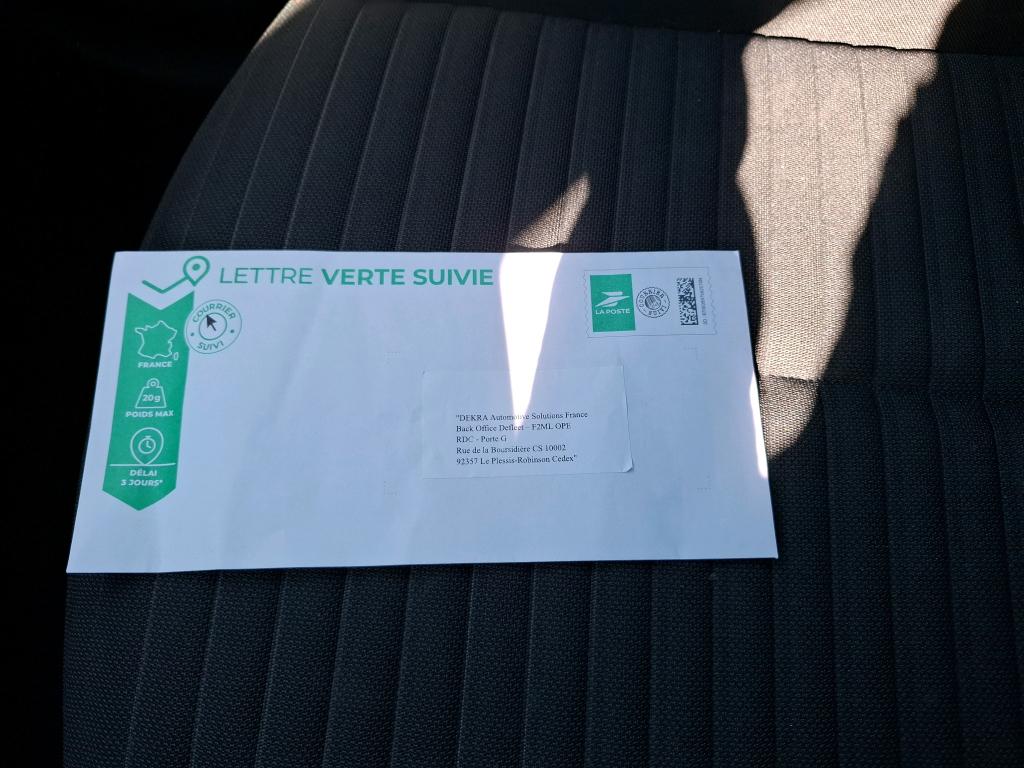 LETTRE VERTE SUIVIE
COURRIER
SUIVI
FRANCE
20g
POIDS MAX
DÉLAI
3 JOURS*
LA POSTE
"DEKRA Automotive Solutions France
Back Office Defleet – F2ML OPE
RDC - Porte G
Rue de la Boursidière CS 10002
92357 Le Plessis-Robinson Cedex"